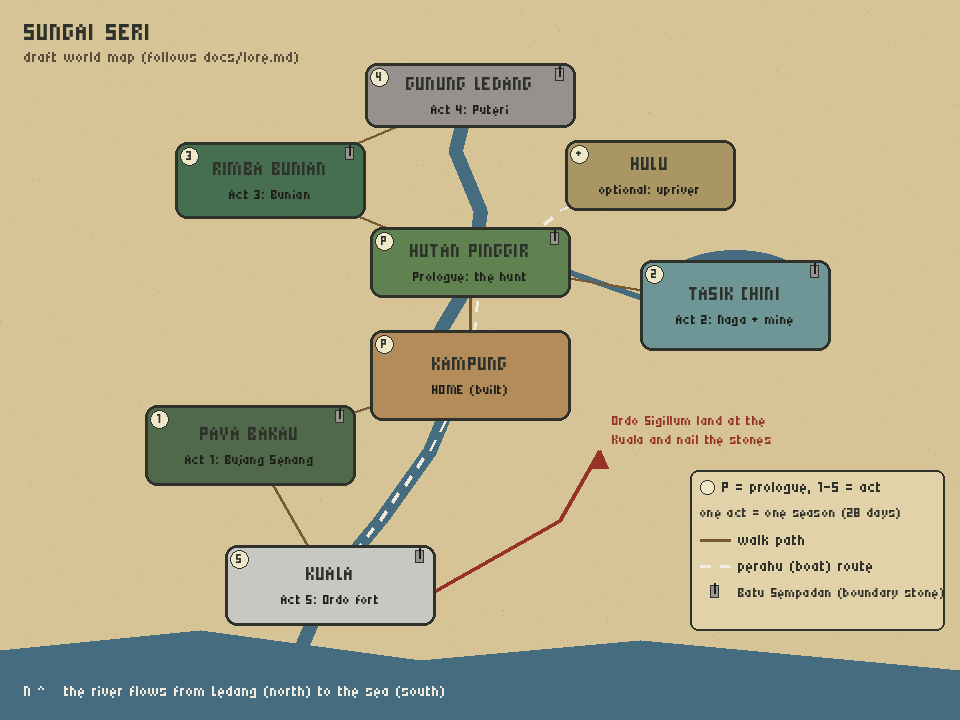 SUNGAI SERI
draft world map (follows docs/lore.md)
4
GUNUNG LEDANG
Act 4: Puteri
3
RIMBA BUNIAN
Act 3: Bunian
+
HULU
optional: upriver
P
HUTAN PINGGIR
Prologue: the hunt
2
TASIK CHINI
Act 2: Naga + mine
P
KAMPUNG
HOME (built)
1
PAYA BAKAU
Act 1: Bujang Senang
Ordo Sigillum land at the
Kuala and nail the stones
5
KUALA
Act 5: Ordo fort
P = prologue, 1-5 = act
one act = one season (28 days)
walk path
perahu (boat) route
Batu Sempadan (boundary stone)
N ^ the river flows from Ledang (north) to the sea (south)